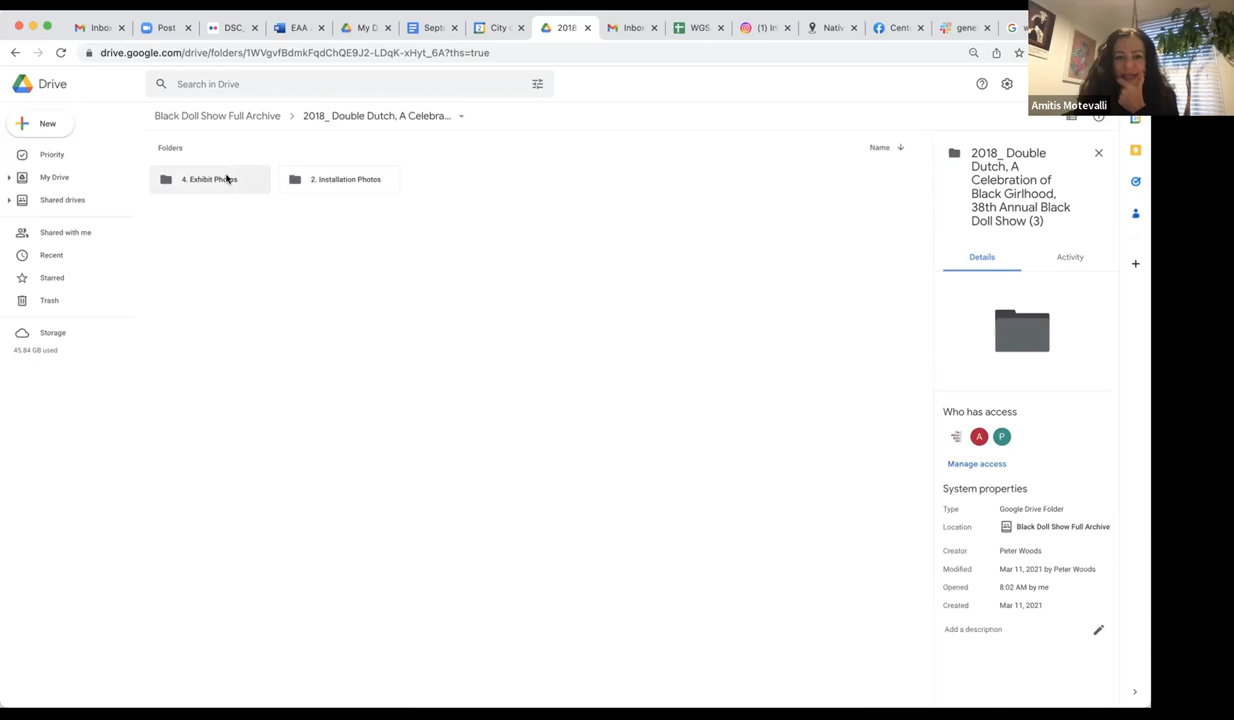 Inbo
Post
DSC_
EAA
My D
Septe
City o
2018
Inbox
WGS.
(1) In
Nativ
Centr
gene
w
drive.google.com/drive/folders/1WVgvfBdmKFqdChQE9J2-LDqK-xHyt_6A?ths=true
Drive
Search in Drive
Amitis Motevalli
New
Black Doll Show Full Archive > 2018_ Double Dutch, A Celebra...
Folders
Name
4. Exhibit Photos
2. Installation Photos
Priority
My Drive
Shared drives
Shared with me
Recent
Starred
Trash
Storage
45.84 GB used
2018_ Double
Dutch, A
Celebration of
Black Girlhood,
38th Annual Black
Doll Show (3)
Details
Activity
Who has access
A
P
Manage access
System properties
Type Google Drive Folder
Location Black Doll Show Full Archive
Creator Peter Woods
Modified Mar 11, 2021 by Peter Woods
Opened 8:02 AM by me
Created Mar 11, 2021
Add a description